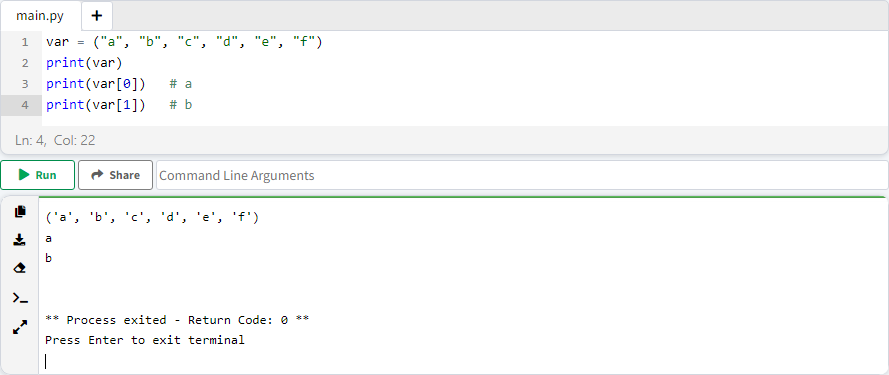 main.py +
1 var = ("a", "b", "c", "d", "e", "f")
2 print(var)
3 print(var[0])   # a
4 print(var[1])   # b
Ln: 4, Col: 22
Run Share Command Line Arguments
('a', 'b', 'c', 'd', 'e', 'f')
a
b
** Process exited - Return Code: 0 **
Press Enter to exit terminal